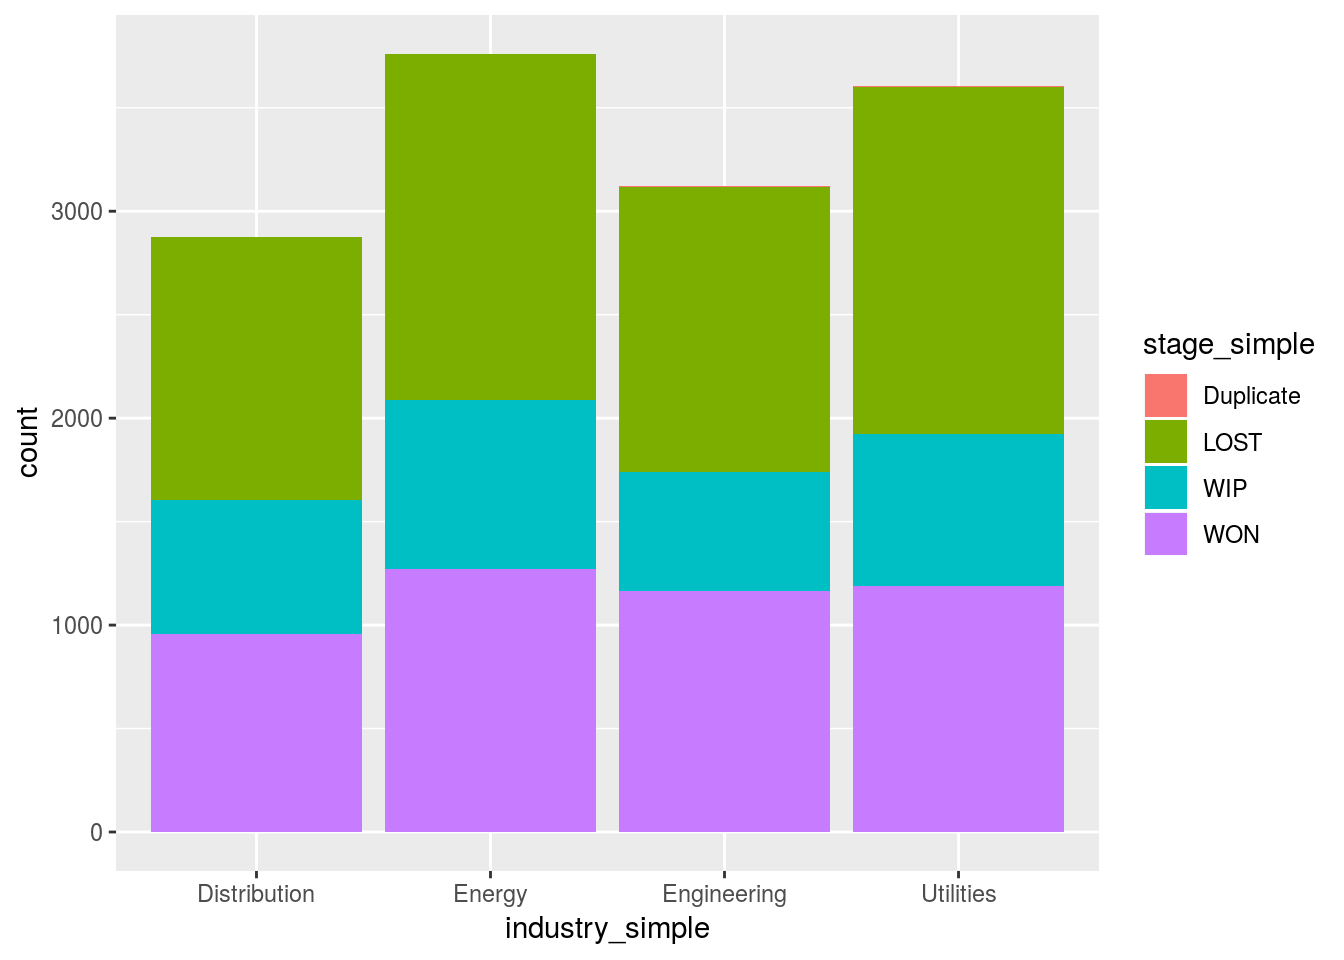 3000
2000
1000
0
count
Distribution
Energy
Engineering
Utilities
industry_simple
stage_simple
Duplicate
LOST
WIP
WON